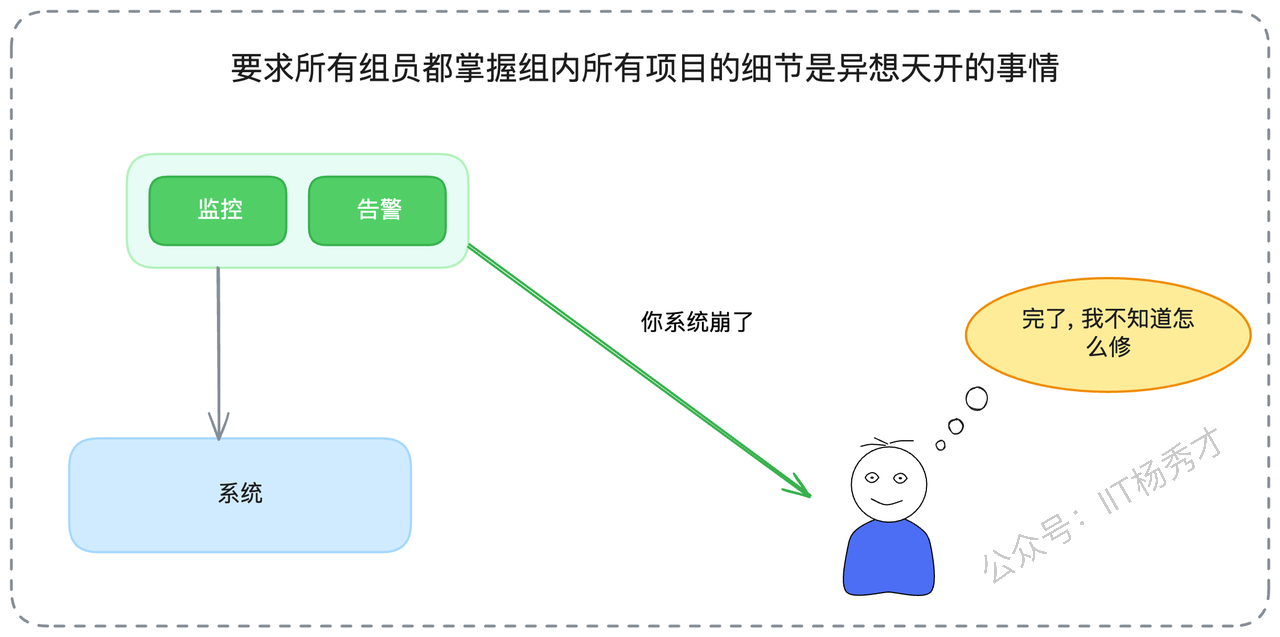 要求所有组员都掌握组内所有项目的细节是异想天开的事情
监控
告警
你系统崩了
完了, 我不知道怎
么修
系统
公众号：IIT杨秀才